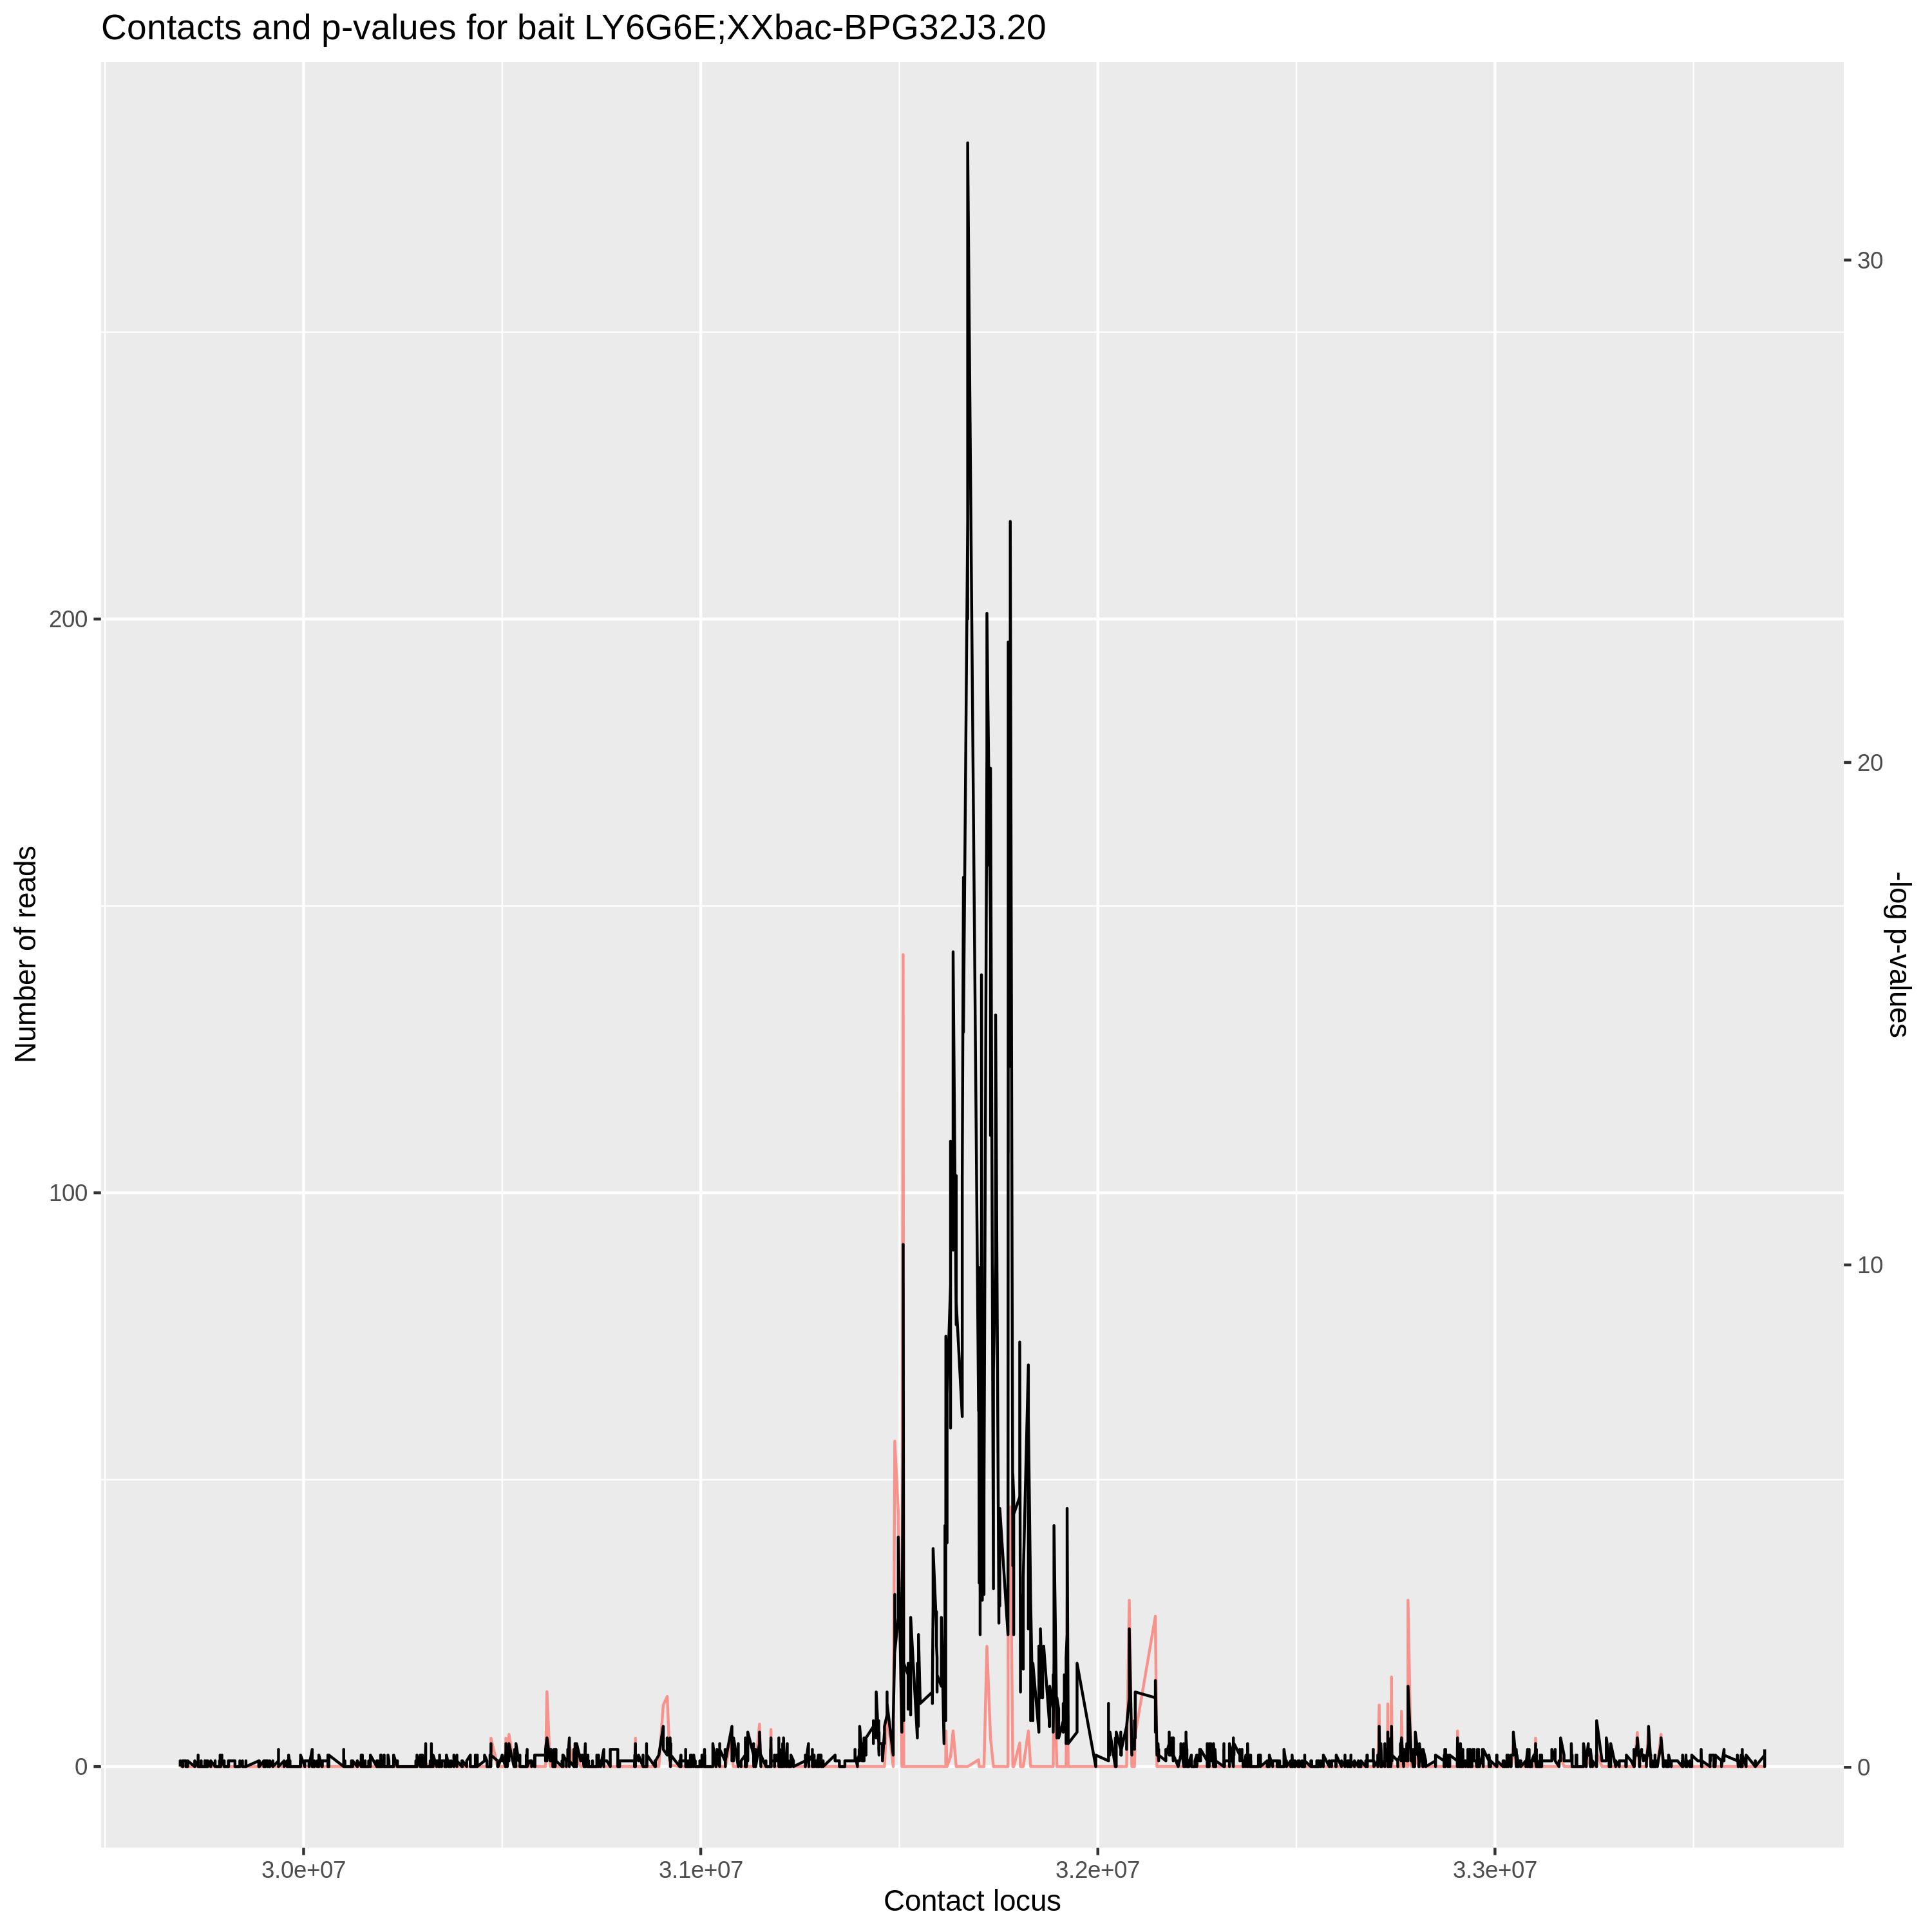 Contacts and p-values for bait LY6G6E;XXbac-BPG32J3.20
Number of reads
200
100
0
30
20
10
0
-log p-values
3.0e+07 3.1e+07 3.2e+07 3.3e+07
Contact locus